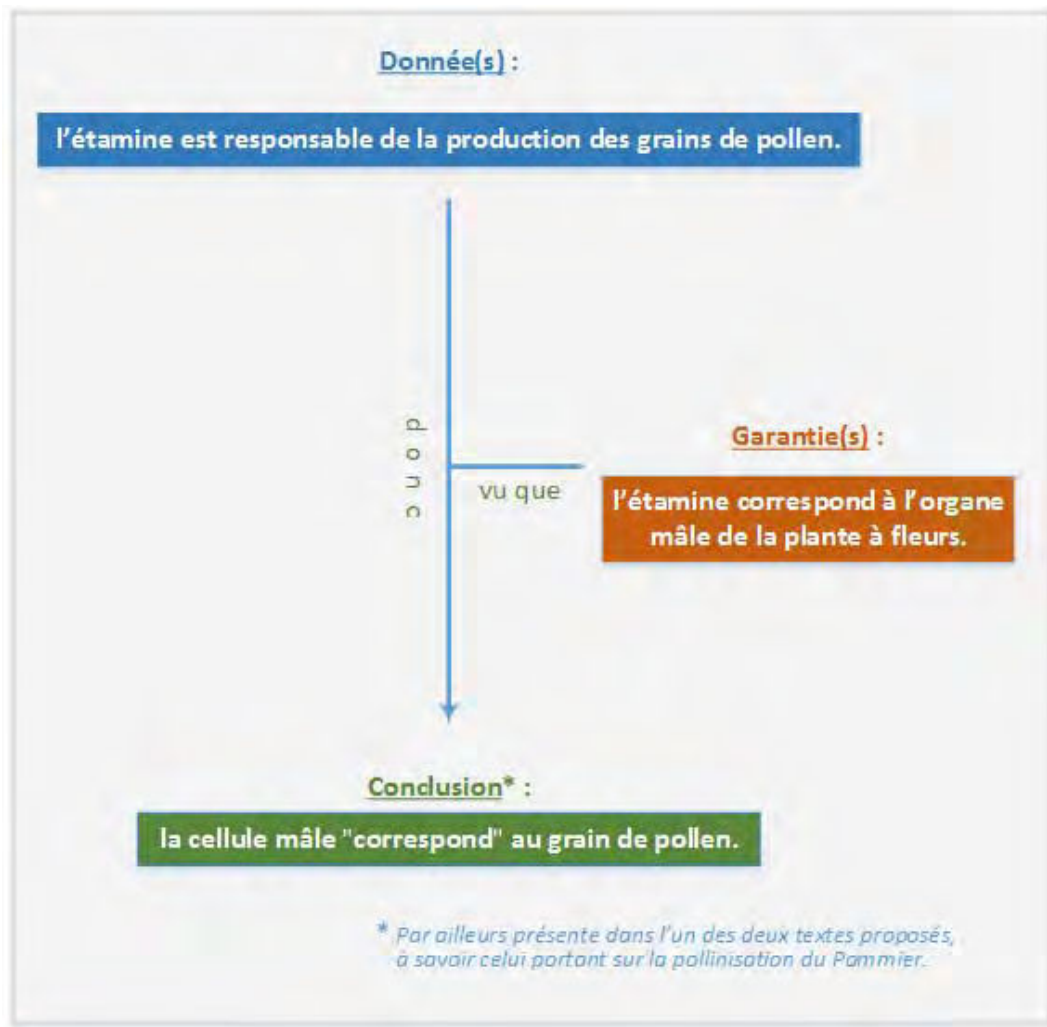 Donnée(s) :
l'étamine est responsable de la production des grains de pollen.
donc
vu que
Garantie(s) :
l'étamine correspond à l'organe
mâle de la plante à fleurs.
Conclusion* :
la cellule mâle "correspond" au grain de pollen.
* Par ailleurs présente dans l'un des deux textes proposés,
à savoir celui portant sur la pollinisation du Pommier.